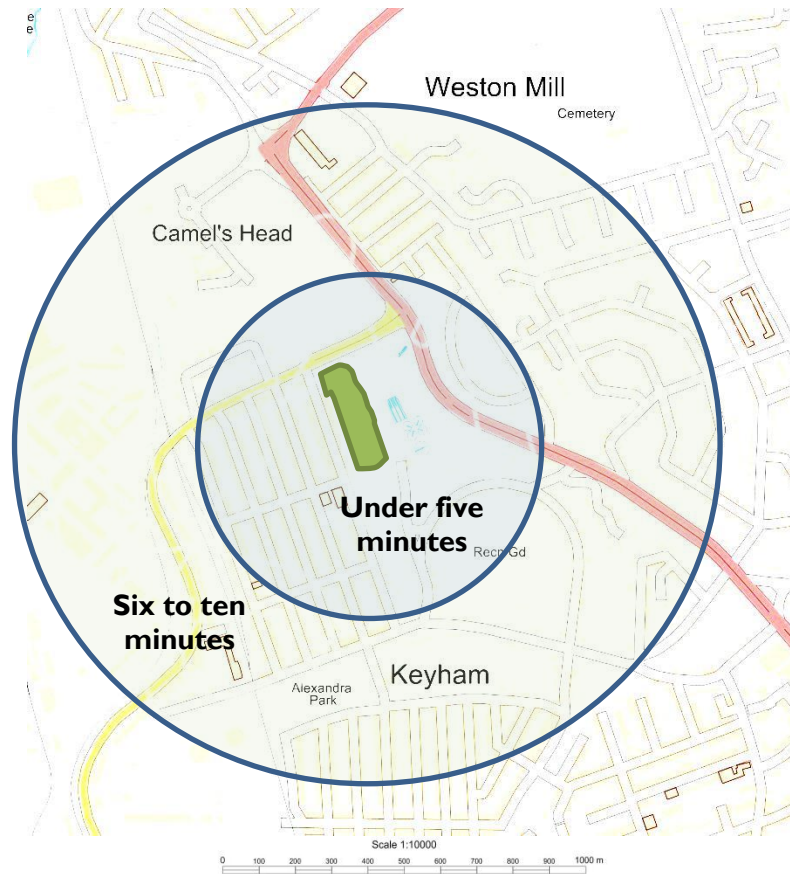 e
e
Weston Mill
Cemetery
Camel's Head
Under five
minutes
Recn Gd
Six to ten
minutes
Keyham
Alexandra
Park
Scale 1:10000
0 100 200 300 400 500 600 700 800 900 1000 m